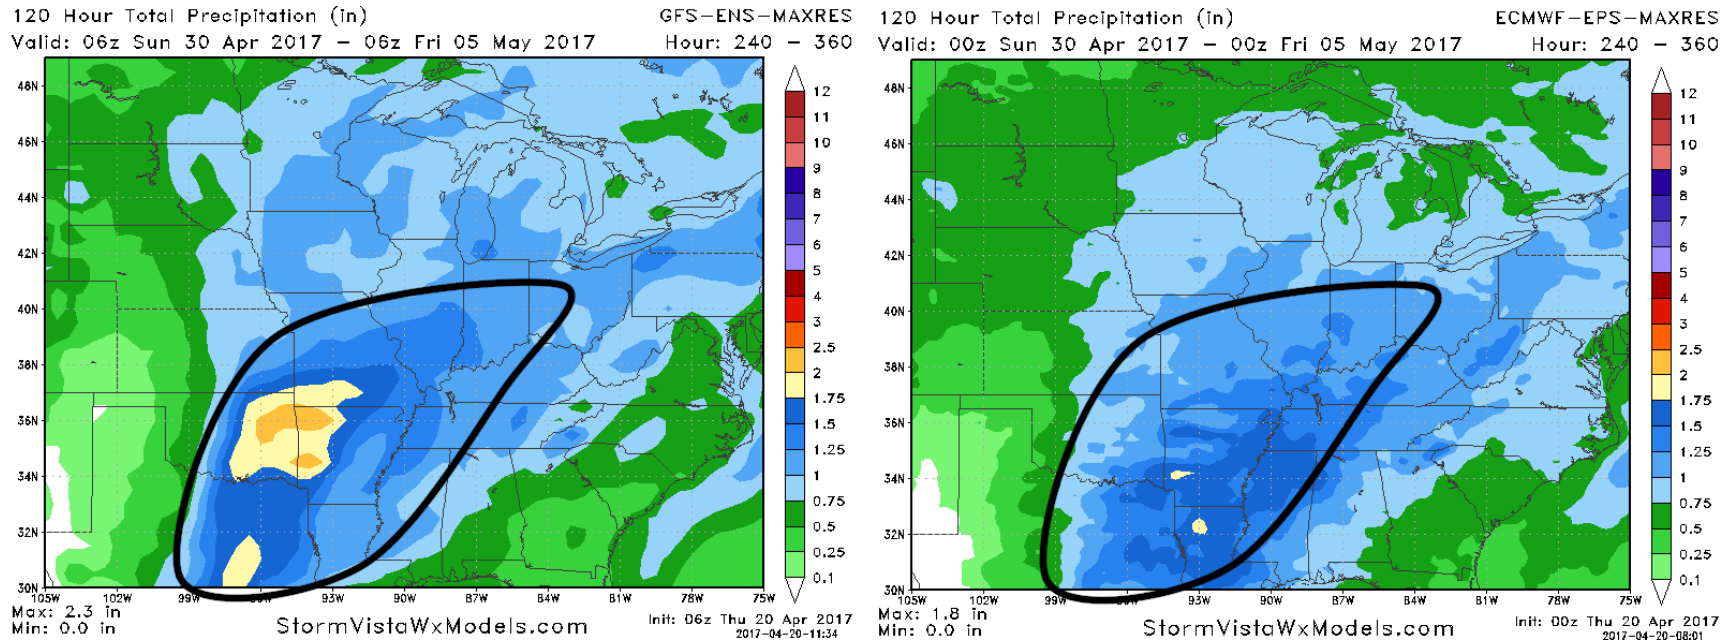 120 Hour Total Precipitation (in) GFS-ENS-MAXRES
Valid: 06z Sun 30 Apr 2017 - 06z Fri 05 May 2017 Hour: 240 - 360
48N
46N
44N
42N
40N
38N
36N
34N
32N
30N
105W 102W 99W 93W 90W 87W 84W 81W 78W 75W
12
11
10
9
8
7
6
5
4
3
2.5
2
1.75
1.5
1.25
1
0.75
0.5
0.25
0.1
Max: 2.3 in
Min: 0.0 in
StormVistaWxModels.com
Init: 06z Thu 20 Apr 2017
2017-04-20-11:34
120 Hour Total Precipitation (in) ECMWF-EPS-MAXRES
Valid: 00z Sun 30 Apr 2017 - 00z Fri 05 May 2017 Hour: 240 - 360
48N
46N
44N
42N
40N
38N
36N
34N
32N
30N
105W 102W 99W 93W 90W 87W 84W 81W 78W 75W
12
11
10
9
8
7
6
5
4
3
2.5
2
1.75
1.5
1.25
1
0.75
0.5
0.25
0.1
Max: 1.8 in
Min: 0.0 in
StormVistaWxModels.com
Init: 00z Thu 20 Apr 2017
2017-04-20-08:01